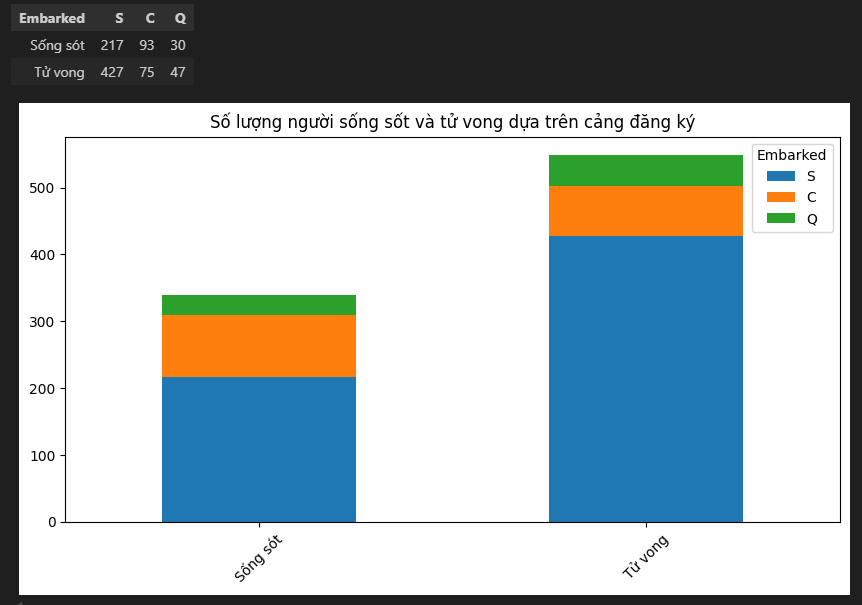 Embarked S C Q
Sống sót 217 93 30
Tử vong 427 75 47
Số lượng người sống sốt và tử vong dựa trên cảng đăng ký
Embarked
S
C
Q
500
400
300
200
100
0
Sống sót
Tử vong